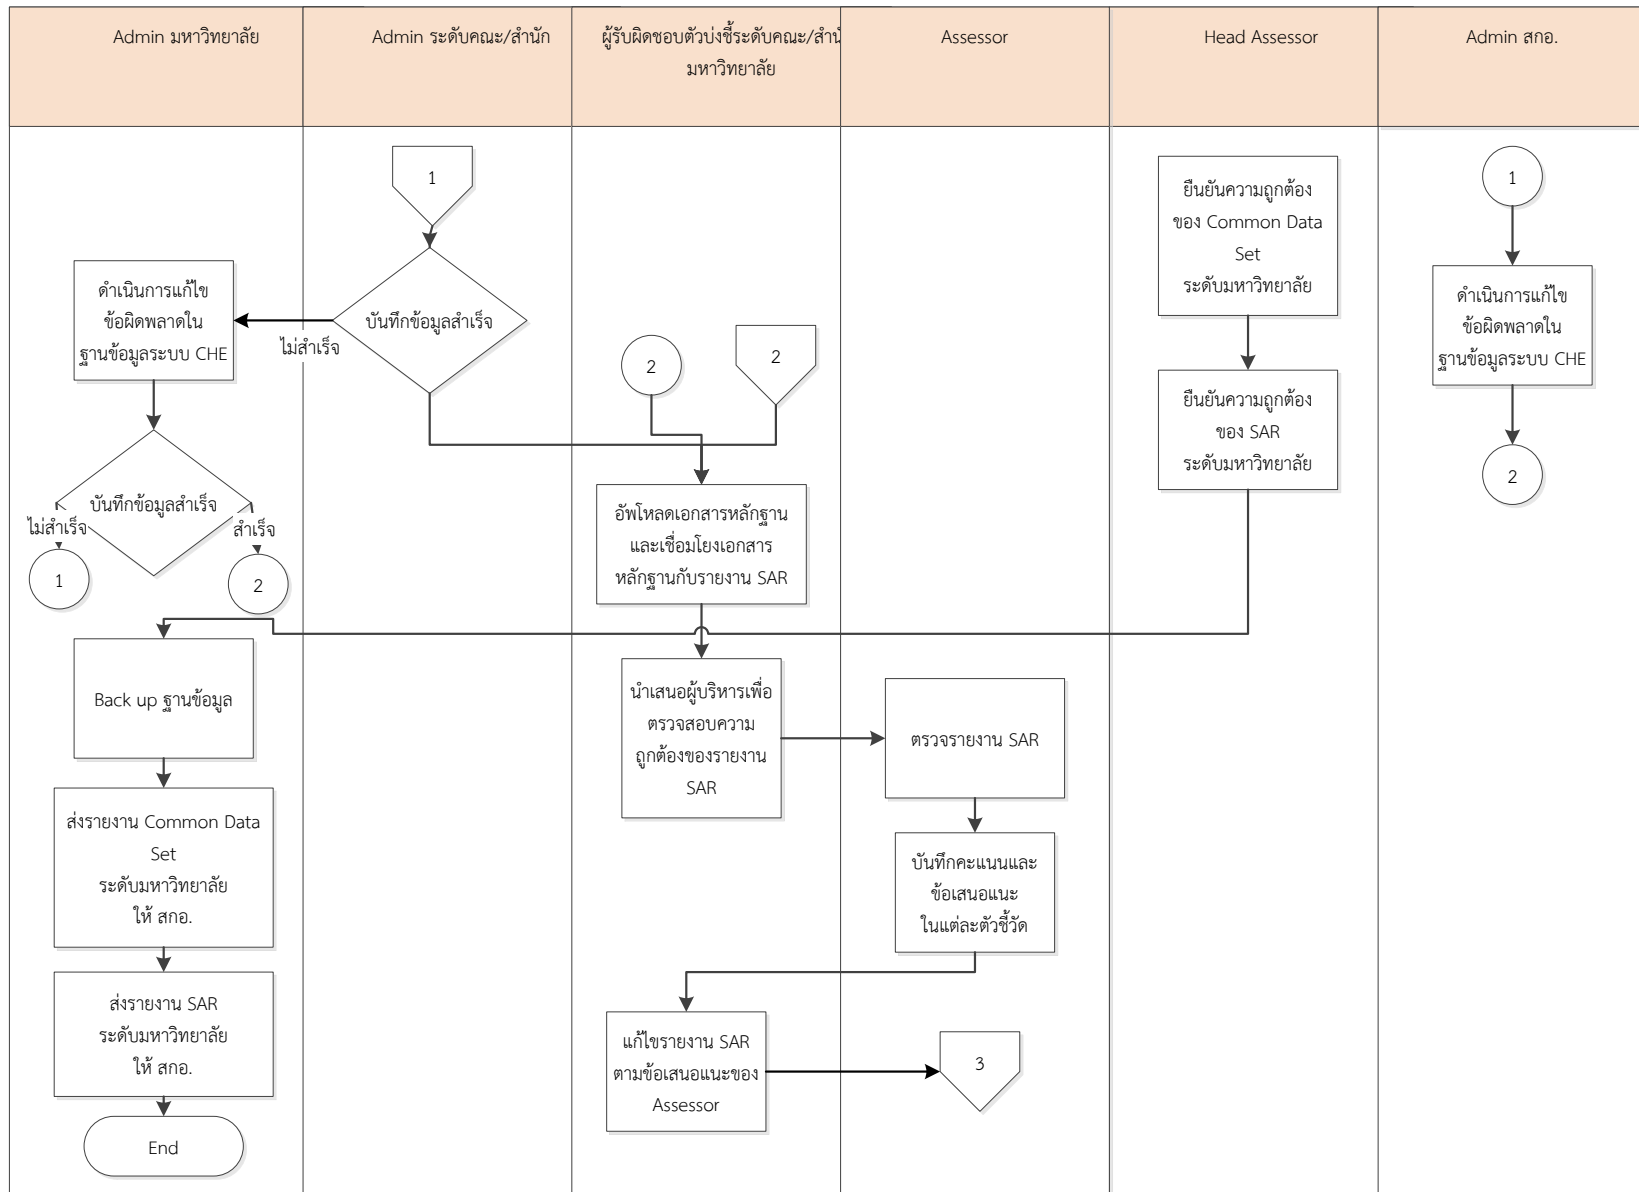 Admin มหาวิทยาลัย
Admin ระดับคณะ/สำนัก
ผู้รับผิดชอบตัวบ่งชี้ระดับคณะ/สำนั
มหาวิทยาลัย
Assessor
Head Assessor
Admin สกอ.
1
บันทึกข้อมูลสำเร็จ
ไม่สำเร็จ
ดำเนินการแก้ไข
ข้อผิดพลาดใน
ฐานข้อมูลระบบ CHE
บันทึกข้อมูลสำเร็จ
ไม่สำเร็จ
สำเร็จ
1
2
2
2
อัพโหลดเอกสารหลักฐาน
และเชื่อมโยงเอกสาร
หลักฐานกับรายงาน SAR
นำเสนอผู้บริหารเพื่อ
ตรวจสอบความ
ถูกต้องของรายงาน
SAR
ตรวจรายงาน SAR
บันทึกคะแนนและ
ข้อเสนอแนะ
ในแต่ละตัวชี้วัด
แก้ไขรายงาน SAR
ตามข้อเสนอแนะของ
Assessor
3
ยืนยันความถูกต้อง
ของ Common Data
Set
ระดับมหาวิทยาลัย
ยืนยันความถูกต้อง
ของ SAR
ระดับมหาวิทยาลัย
1
ดำเนินการแก้ไข
ข้อผิดพลาดใน
ฐานข้อมูลระบบ CHE
2
Back up ฐานข้อมูล
ส่งรายงาน Common Data
Set
ระดับมหาวิทยาลัย
ให้ สกอ.
ส่งรายงาน SAR
ระดับมหาวิทยาลัย
ให้ สกอ.
End